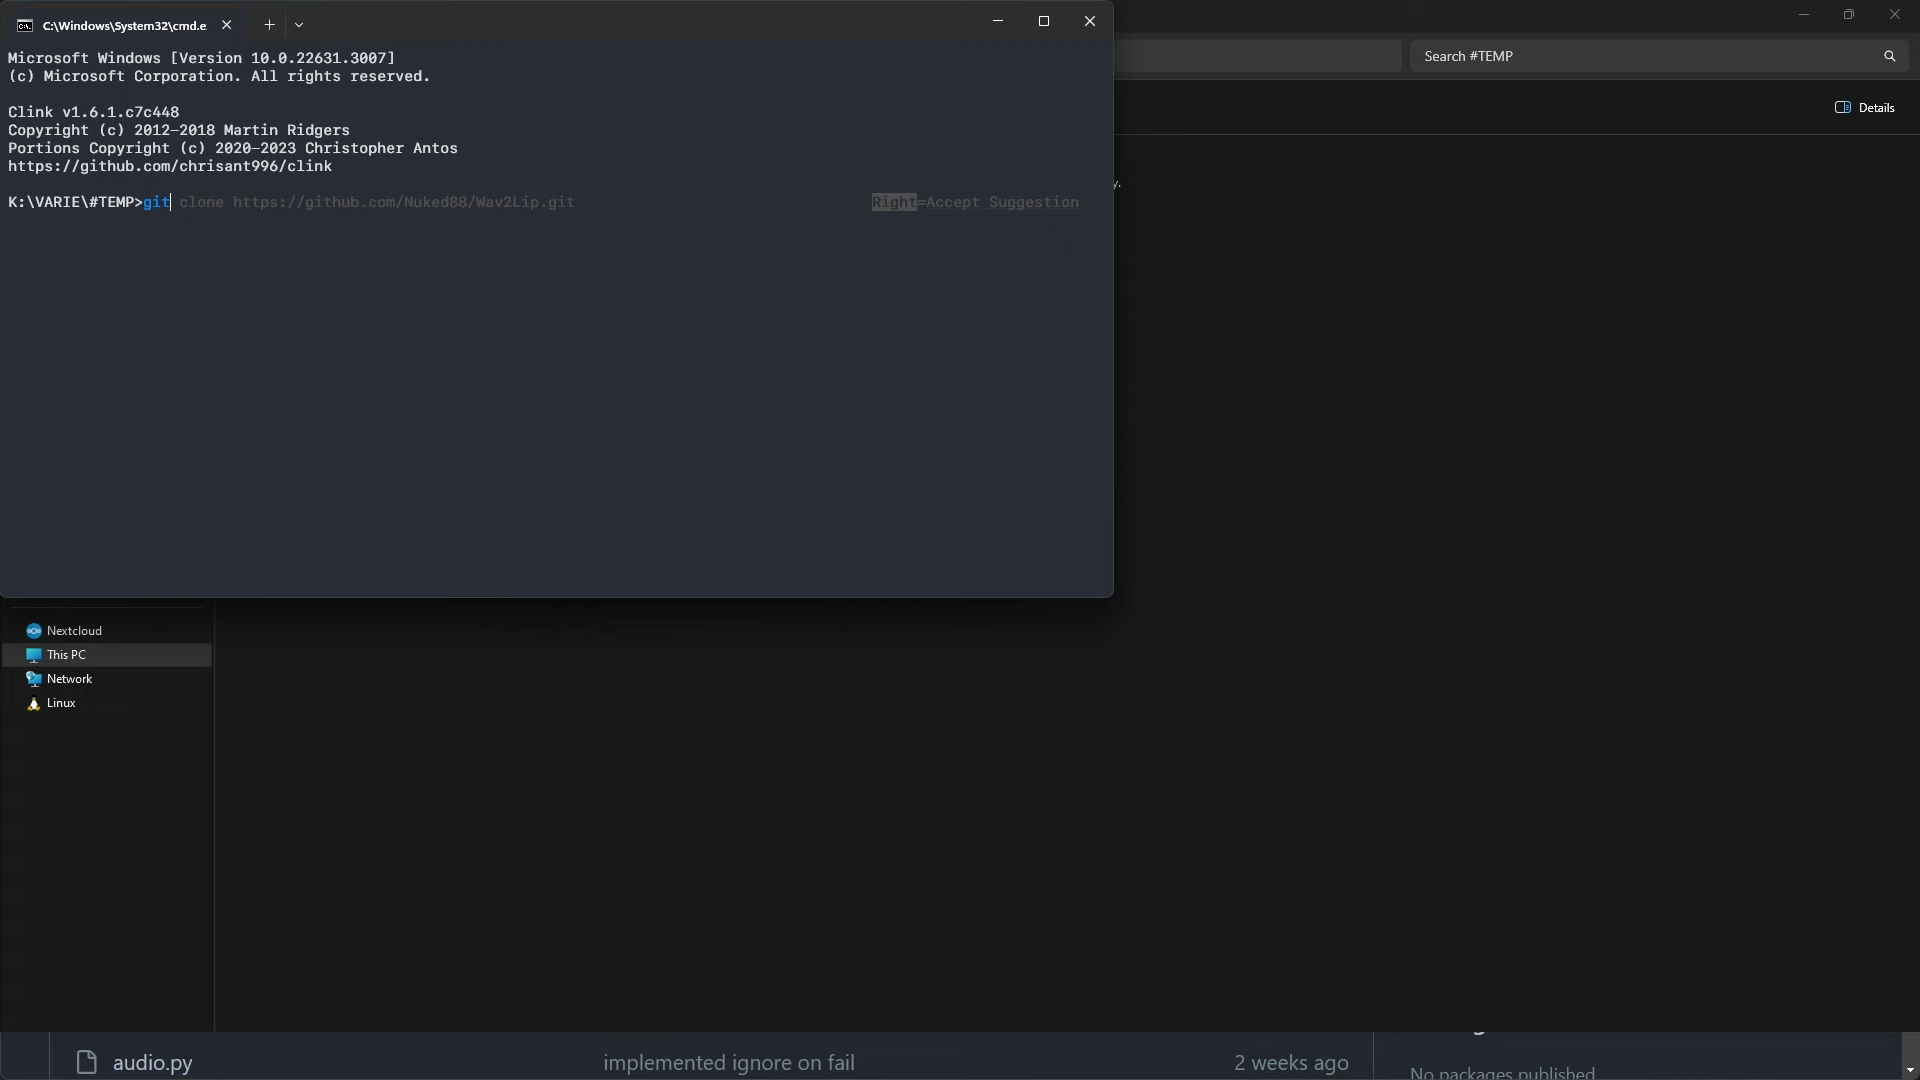 C:\Windows\System32\cmd.e
Microsoft Windows [Version 10.0.22631.3007]
(c) Microsoft Corporation. All rights reserved.
Clink v1.6.1.c7c448
Copyright (c) 2012-2018 Martin Ridgers
Portions Copyright (c) 2020-2023 Christopher Antos
https://github.com/chrisant996/clink
K:\VARIE\#TEMP>git clone https://github.com/Nuked88/Wav2Lip.git Right=Accept Suggestion
Search #TEMP
Details
y.
Nextcloud
This PC
Network
Linux
audio.py implemented ignore on fail 2 weeks ago
No packages published